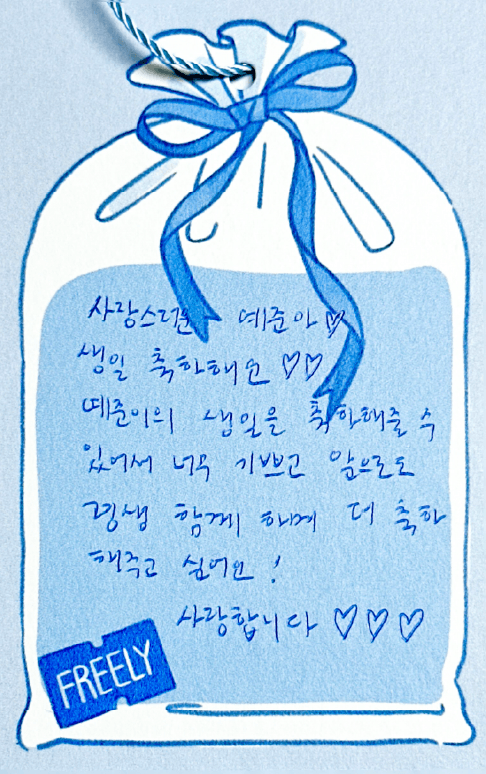 사랑스러운 예준아♡
생일 축하해요 ♡♡
예준이의 생일을 축하해줄 수
있어서 너무 기쁘고 앞으로도
평생 함께 하며 더 축하
해주고 싶어요!
사랑합니다 ♡♡♡
FREELY